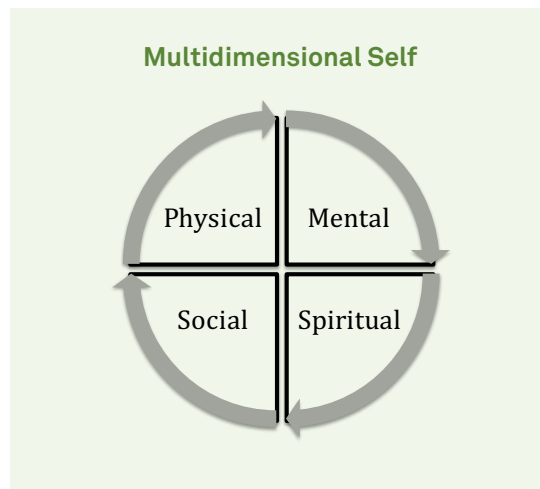 Multidimensional Self
Physical
Mental
Social
Spiritual